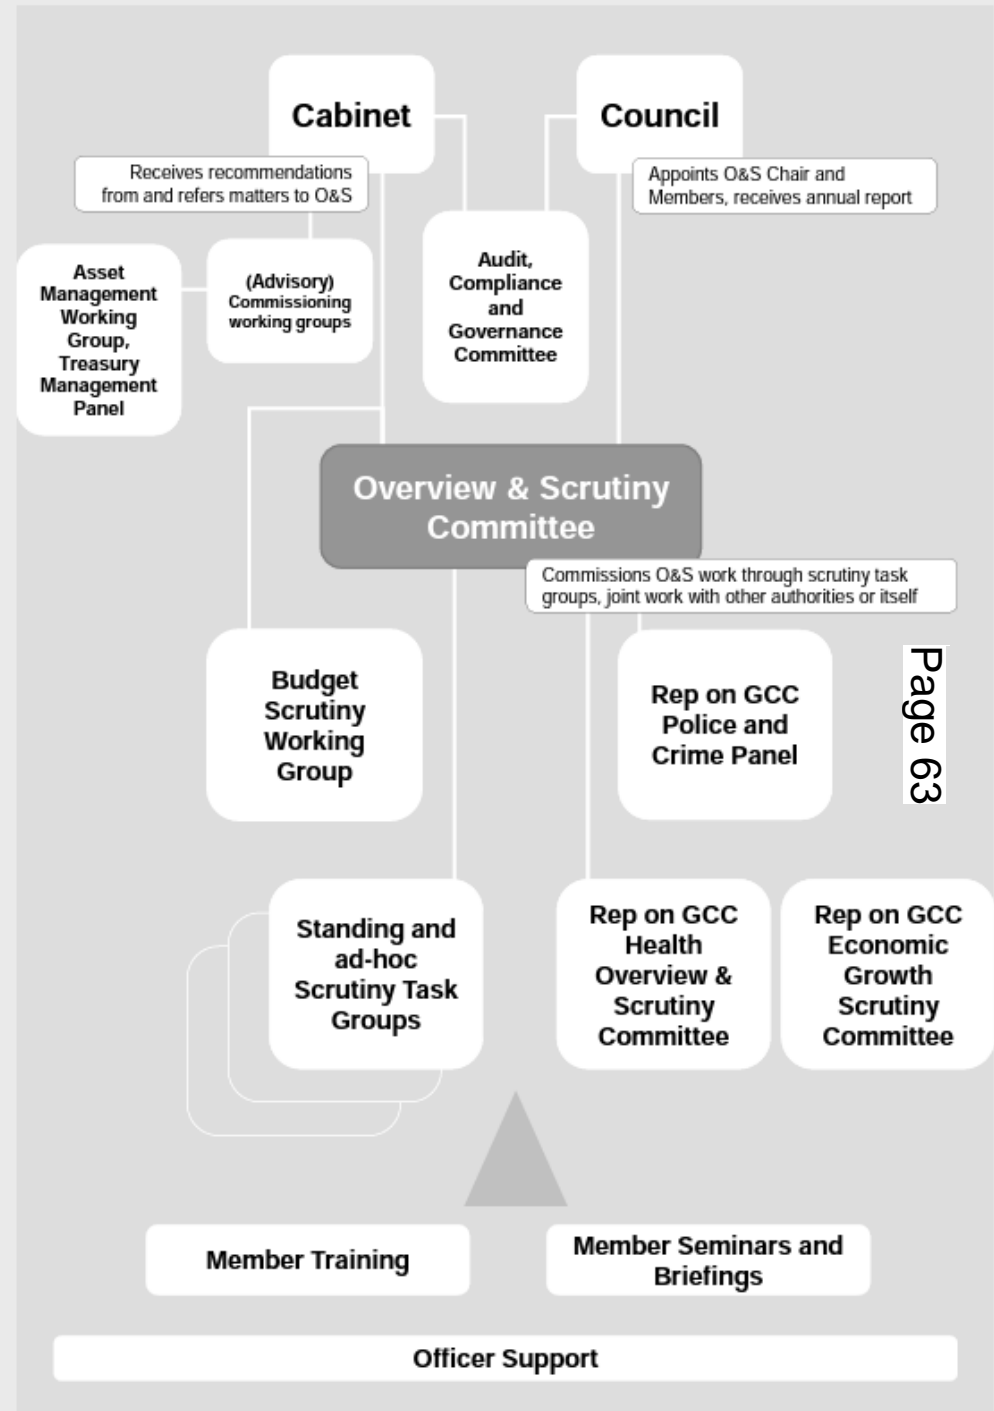 Cabinet
Council
Receives recommendations
from and refers matters to O&S
Appoints O&S Chair and
Members, receives annual report
Asset
Management
Working
Group,
Treasury
Management
Panel
(Advisory)
Commissioning
working groups
Audit,
Compliance
and
Governance
Committee
Overview & Scrutiny
Committee
Commissions O&S work through scrutiny task
groups, joint work with other authorities or itself
Budget
Scrutiny
Working
Group
Rep on GCC
Police and
Crime Panel
Page 63
Standing and
ad-hoc
Scrutiny Task
Groups
Rep on GCC
Health
Overview &
Scrutiny
Committee
Rep on GCC
Economic
Growth
Scrutiny
Committee
Member Training
Member Seminars and
Briefings
Officer Support